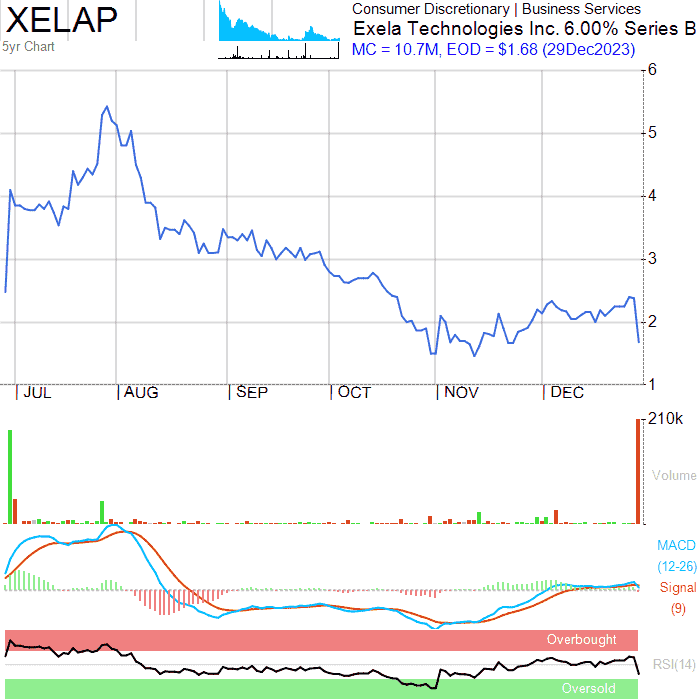 XELAP
5yr Chart
Consumer Discretionary | Business Services
Exela Technologies Inc. 6.00% Series B
MC = 10.7M, EOD = $1.68 (29Dec2023)
6
5
4
3
2
1
JUL AUG SEP OCT NOV DEC
210k
Volume
MACD
(12-26)
Signal
(9)
Overbought
RSI(14)
Oversold